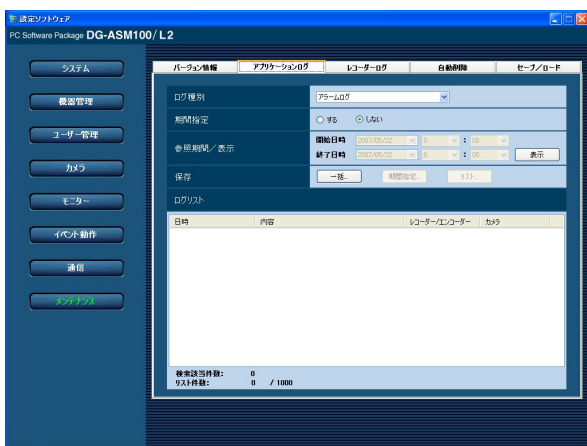 設定ソフトウェア
PC Software Package DG-ASM100/L2
システム
機器管理
ユーザー管理
カメラ
モニター
イベント動作
通信
メンテナンス
バージョン情報 アプリケーションログ レコーダーログ 自動削除 セーブ/ロード
ログ種別 アラームログ
期間指定 する しない
参照期間/表示
開始日時 2007/05/22 0 : 00
終了日時 2007/05/22 0 : 00 表示
保存 一括... 期間指定... リスト...
ログリスト
日時 内容 レコーダー/エンコーダー カメラ
検索該当件数: 0
リスト件数: 0 / 1000